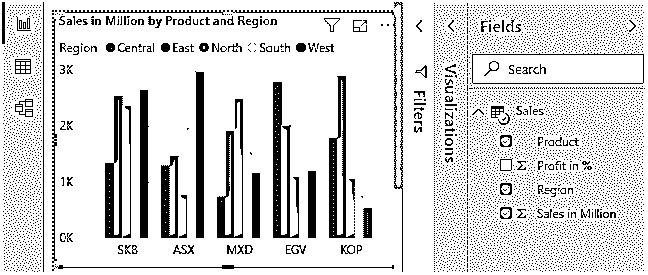 Sales in Million by Product and Region
Region Central East North South West
3K
2K
1K
0K
SKB ASX MXD EGV KOP
Filters
Visualizations
Fields
Search
Sales
Product
Σ Profit in %
Region
Σ Sales in Million